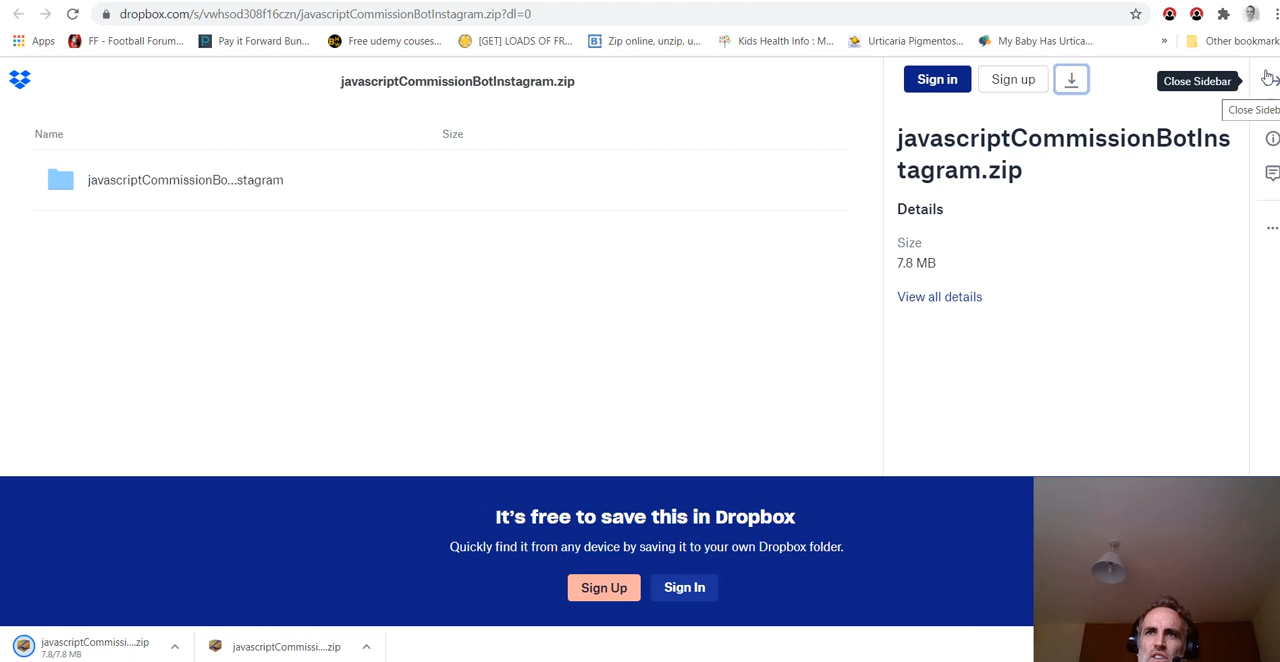 dropbox.com/s/vwhsod308f16czn/javascriptCommissionBotInstagram.zip?dl=0
Apps FF - Football Forum... Pay it Forward Bun... Free udemy couses... [GET] LOADS OF FR... Zip online, unzip, u... Kids Health Info : M... Urticaria Pigmentos... My Baby Has Urtica... » Other bookmark
javascriptCommissionBotInstagram.zip
Sign in Sign up
Close Sidebar
Close Sideb
Name Size
javascriptCommissionBo...stagram
javascriptCommissionBotIns
tagram.zip
Details
Size
7.8 MB
View all details
It's free to save this in Dropbox
Quickly find it from any device by saving it to your own Dropbox folder.
Sign Up Sign In
javascriptCommissi....zip
7.8/7.8 MB
javascriptCommissi....zip